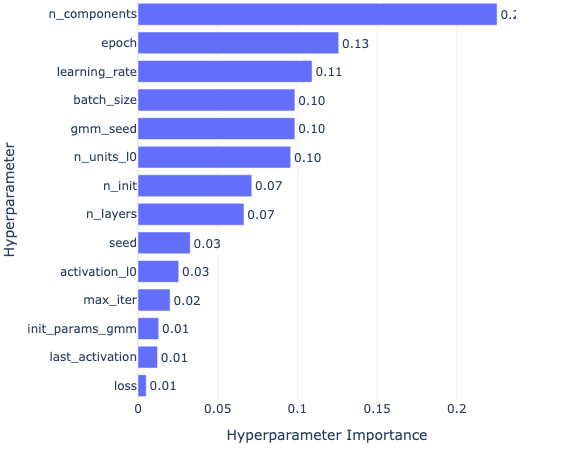 n_components 0.2
epoch 0.13
learning_rate 0.11
batch_size 0.10
gmm_seed 0.10
n_units_l0 0.10
n_init 0.07
n_layers 0.07
seed 0.03
activation_l0 0.03
max_iter 0.02
init_params_gmm 0.01
last_activation 0.01
loss 0.01
0 0.05 0.1 0.15 0.2
Hyperparameter Importance
Hyperparameter